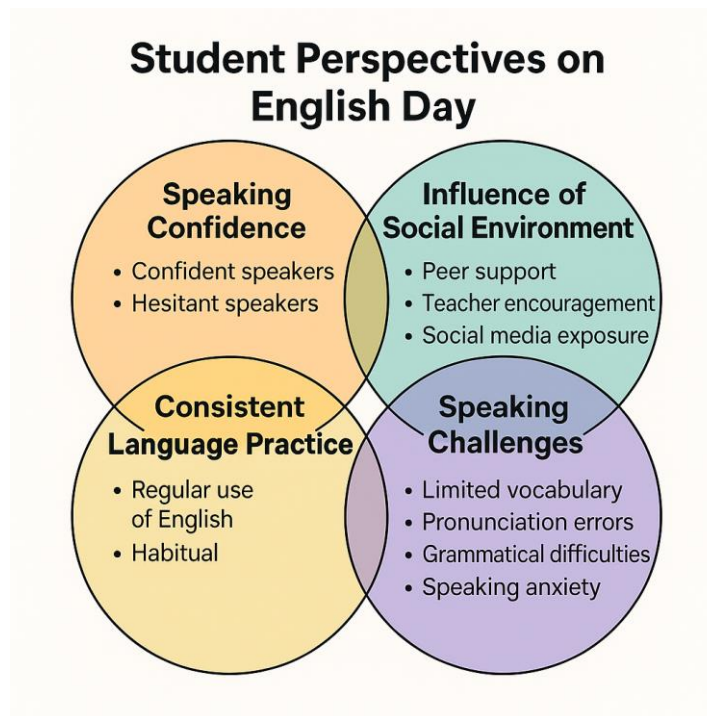 Student Perspectives on
English Day
Speaking
Confidence
• Confident speakers
• Hesitant speakers
Influence of
Social Environment
• Peer support
• Teacher encouragement
• Social media exposure
Consistent
Language Practice
• Regular use
of English
• Habitual
Speaking
Challenges
• Limited vocabulary
• Pronunciation errors
• Grammatical difficulties
• Speaking anxiety